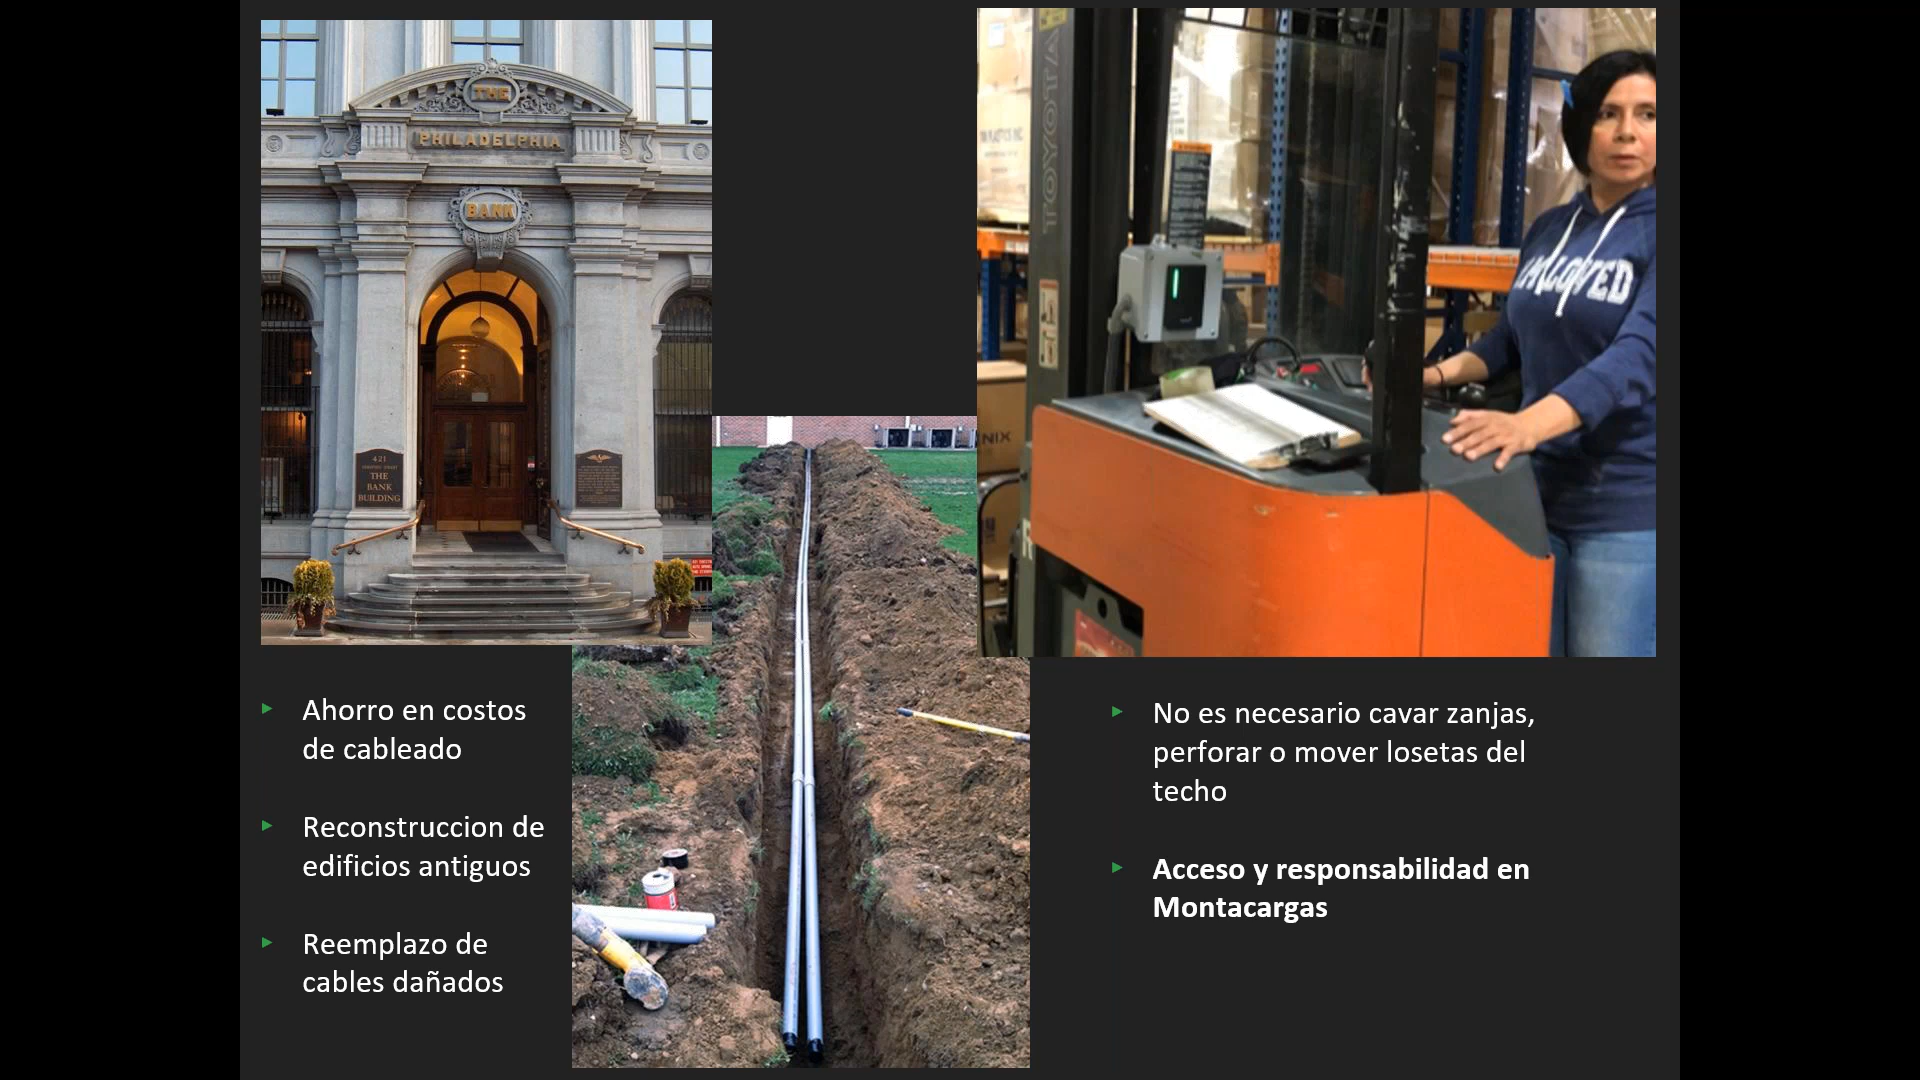 THE
PHILADELPHIA
BANK
421
THE
BANK
BUILDING
TOYOTA
NIX
Ahorro en costos
de cableado
Reconstruccion de
edificios antiguos
Reemplazo de
cables dañados
No es necesario cavar zanjas,
perforar o mover losetas del
techo
Acceso y responsabilidad en
Montacargas